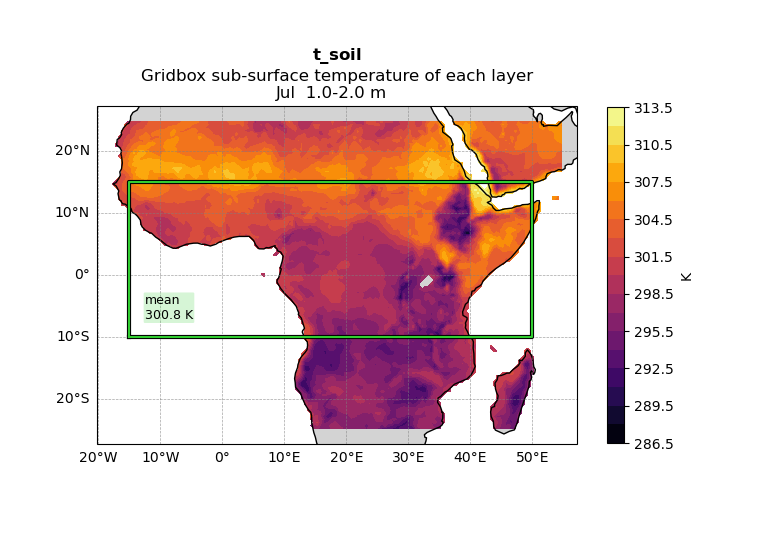 t_soil
Gridbox sub-surface temperature of each layer
Jul  1.0-2.0 m
20°N
10°N
0°
10°S
20°S
20°W
10°W
0°
10°E
20°E
30°E
40°E
50°E
mean
300.8 K
313.5
310.5
307.5
304.5
301.5
298.5
295.5
292.5
289.5
286.5
K